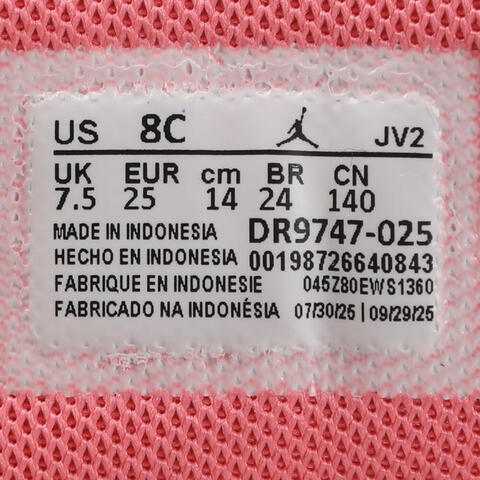 US 8C JV2
UK EUR cm BR CN
7.5 25 14 24 140
MADE IN INDONESIA DR9747-025
HECHO EN INDONESIA 00198726640843
FABRIQUE EN INDONESIE 045Z80EWS1360
FABRICADO NA INDONÉSIA 07/30/25 | 09/29/25